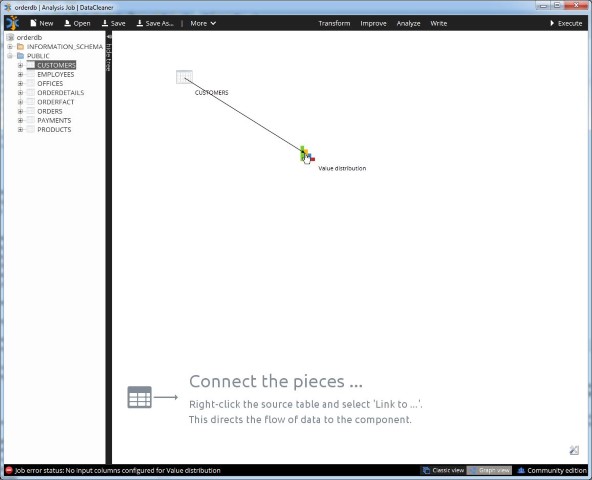 orderdb | Analysis Job | DataCleaner
New
Open
Save
Save As...
More
Transform
Improve
Analyze
Write
Execute
orderdb
INFORMATION_SCHEMA
PUBLIC
CUSTOMERS
EMPLOYEES
OFFICES
ORDERDETAILS
ORDERFACT
ORDERS
PAYMENTS
PRODUCTS
Hide tree
CUSTOMERS
Value distribution
Connect the pieces ...
Right-click the source table and select 'Link to ...'.
This directs the flow of data to the component.
Job error status: No input columns configured for Value distribution
Classic view
Graph view
Community edition